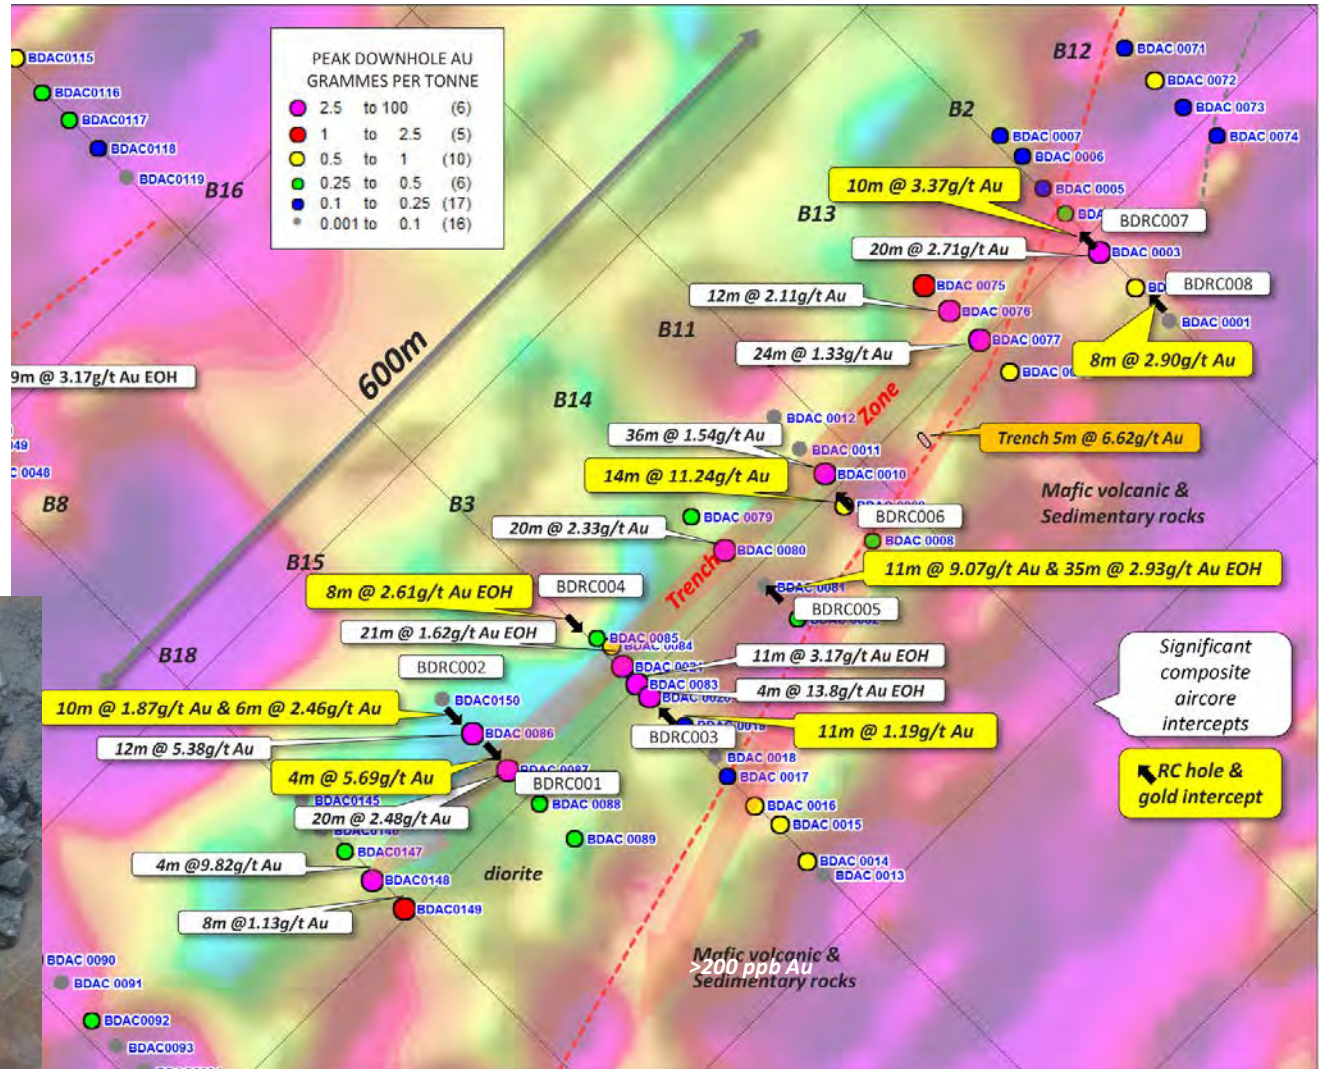 PEAK DOWNHOLE AU
GRAMMES PER TONNE
2.5 to 100 (6)
1 to 2.5 (5)
0.5 to 1 (10)
0.25 to 0.5 (6)
0.1 to 0.25 (17)
0.001 to 0.1 (16)
BDAC0115
BDAC0116
BDAC0117
BDAC0118
BDAC0119
B16
B12
BDAC 0071
BDAC 0072
BDAC 0073
BDAC 0074
B2
BDAC 0007
BDAC 0006
BDAC 0005
10m @ 3.37g/t Au
BDRC007
B13
20m @ 2.71g/t Au
BDAC 0003
BDRC008
BDAC 0001
BDAC 0075
12m @ 2.11g/t Au
BDAC 0076
B11
24m @ 1.33g/t Au
BDAC 0077
8m @ 2.90g/t Au
600m
9m @ 3.17g/t Au EOH
B14
Zone
BDAC 0012
36m @ 1.54g/t Au
BDAC 0011
Trench 5m @ 6.62g/t Au
14m @ 11.24g/t Au
BDAC 0010
Mafic volcanic &
Sedimentary rocks
049
C 0048
B8
B3
BDAC 0079
BDRC006
20m @ 2.33g/t Au
BDAC 0080
BDAC 0008
B15
Trench
11m @ 9.07g/t Au & 35m @ 2.93g/t Au EOH
BDRC004
8m @ 2.61g/t Au EOH
BDAC 0081
BDRC005
21m @ 1.62g/t Au EOH
BDAC 0085
0084
B18
BDRC002
11m @ 3.17g/t Au EOH
BDAC 0083
4m @ 13.8g/t Au EOH
Significant
composite
aircore
intercepts
BDAC0150
10m @ 1.87g/t Au & 6m @ 2.46g/t Au
12m @ 5.38g/t Au
BDAC 0086
BDRC003
11m @ 1.19g/t Au
BDAC 0018
4m @ 5.69g/t Au
BDAC 0087
BDRC001
BDAC 0017
RC hole &
gold intercept
BDAC0145
20m @ 2.48g/t Au
BDAC 0088
BDAC 0016
BDAC 0015
BDAC 0089
BDAC0147
4m @9.82g/t Au
BDAC0148
diorite
BDAC 0014
BDAC 0013
8m @1.13g/t Au
BDAC0149
Mafic volcanic &
>200 ppb Au
Sedimentary rocks
BDAC 0090
BDAC 0091
BDAC0092
BDAC0093